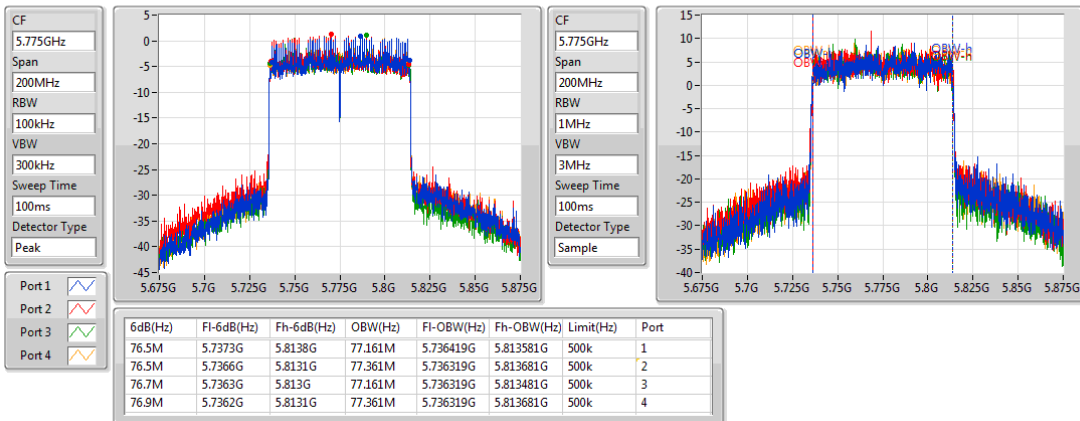 CF
5.775GHz
Span
200MHz
RBW
100kHz
VBW
300kHz
Sweep Time
100ms
Detector Type
Peak
5
0
-5
-10
-15
-20
-25
-30
-35
-40
-45
5.675G 5.7G 5.725G 5.75G 5.775G 5.8G 5.825G 5.85G 5.875G
CF
5.775GHz
Span
200MHz
RBW
1MHz
VBW
3MHz
Sweep Time
100ms
Detector Type
Sample
15
10
5
0
-5
-10
-15
-20
-25
-30
-35
-40
OBW-h
5.675G 5.7G 5.725G 5.75G 5.775G 5.8G 5.825G 5.85G 5.875G
Port 1
Port 2
Port 3
Port 4
6dB(Hz) Fl-6dB(Hz) Fh-6dB(Hz) OBW(Hz) Fl-OBW(Hz) Fh-OBW(Hz) Limit(Hz) Port
76.5M 5.7373G 5.8138G 77.161M 5.736419G 5.813581G 500k 1
76.5M 5.7366G 5.8131G 77.361M 5.736319G 5.813681G 500k 2
76.7M 5.7363G 5.813G 77.161M 5.736319G 5.813481G 500k 3
76.9M 5.7362G 5.8131G 77.361M 5.736319G 5.813681G 500k 4